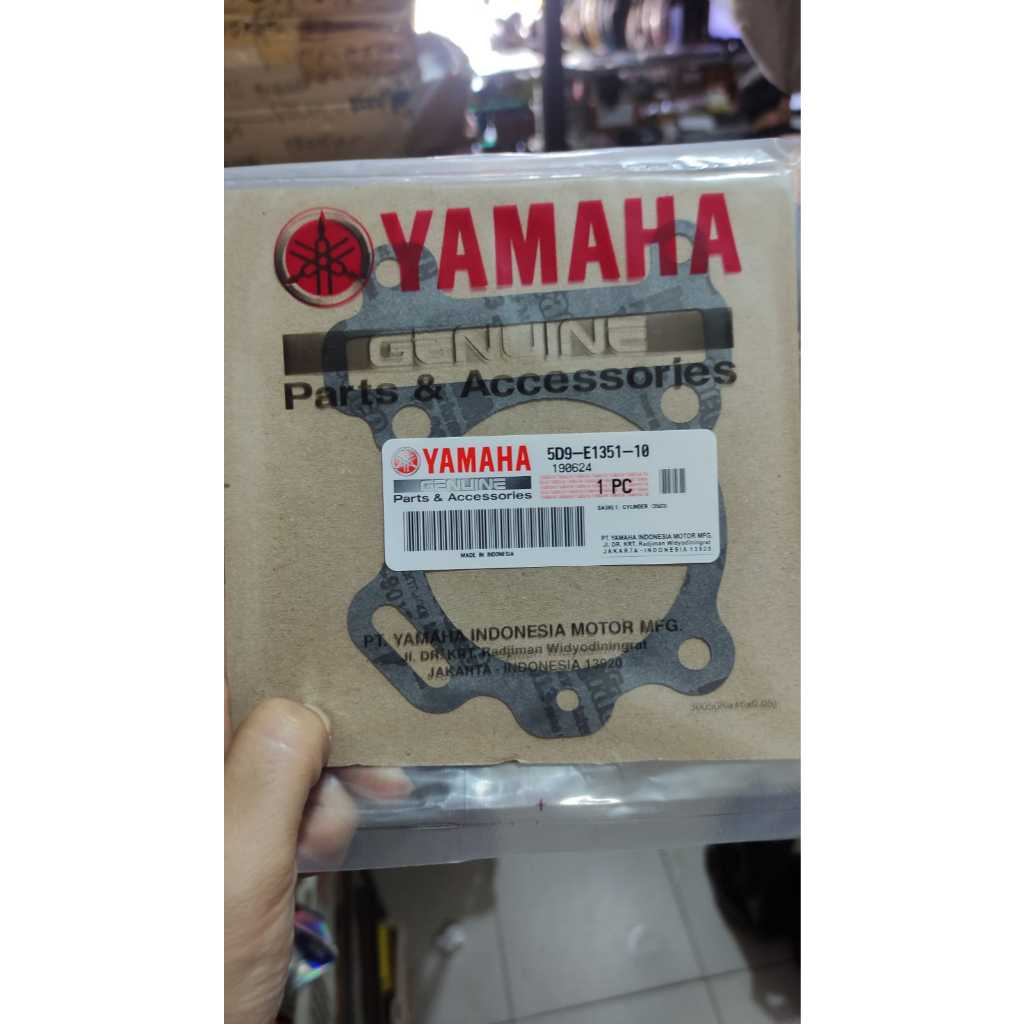 YAMAHA
GENUINE
Parts & Accessories
YAMAHA
GENUINE
Parts & Accessories
5D9-E1351-10
190624
1 PC
GASKET, CYLINDER
MADE IN INDONESIA
PT. YAMAHA INDONESIA MOTOR MFG.
Jl. DR. KRT. Radjiman Widyodiningrat
JAKARTA - INDONESIA 13920
PT. YAMAHA INDONESIA MOTOR MFG.
Jl. DR. KRT. Radjiman Widyodiningrat
JAKARTA - INDONESIA 13920